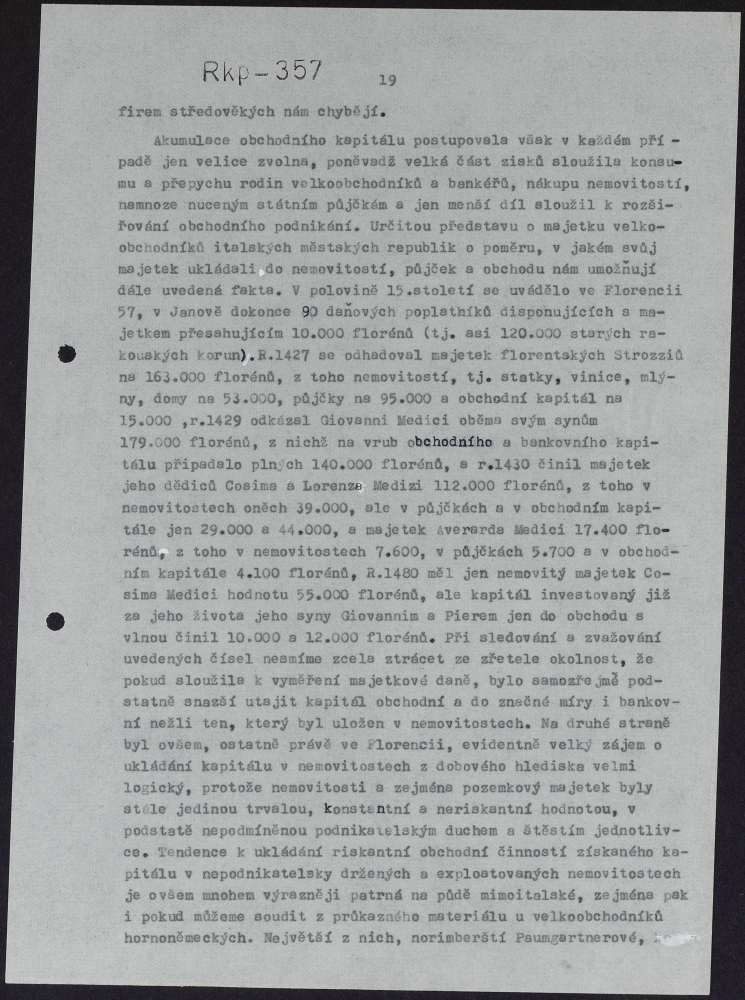 Rkp-357
19
firem středověkých nám chybějí.
Akumulace obchodního kapitálu postupovala však v každém pří -
padě jen velice zvolna, poněvadž velká část zisků sloužila konsu-
mu a přepychu rodin velkoobchodníků a bankéřů, nákupu nemovitostí,
namnoze nuceným státním půjčkám a jen menší díl sloužil k rozši-
řování obchodního podnikání. Určitou představu o majetku velko-
obchodníků italských městských republik o poměru, v jakém svůj
majetek ukládali do nemovitostí, půjček a obchodu nám umožňují
dále uvedená fakta. V polovině 15.století se uvádělo ve Florencii
57, v Janově dokonce 90 daňových poplatníků disponujících s ma-
jetkem přesahujícím 10.000 florénů (tj. asi 120.000 starých ra-
kouských korun).R.1427 se odhadoval majetek florentských Strozziů
na 163.000 florénů, z toho nemovitostí, tj. statky, vinice, mlý-
ny, domy na 53.000, půjčky na 95.000 a obchodní kapitál na
15.000 ,r.1429 odkázal Giovanni Medici oběma svým synům
179.000 florénů, z nichž na vrub obchodního a bankovního kapi-
tálu připadalo plných 140.000 florénů, a r.1430 činil majetek
jeho dědiců Cosima a Lorenza Medizi 112.000 florénů, z toho v
nemovitostech oněch 39.000, ale v půjčkách a v obchodním kapi-
tále jen 29.000 a 44.000, a majetek Averarda Medici 17.400 flo-
rénů, z toho v nemovitostech 7.600, v půjčkách 5.700 a v obchod-
ním kapitále 4.100 florénů, R.1480 měl jen nemovitý majetek Co-
sima Medici hodnotu 55.000 florénů, ale kapitál investovaný již
za jeho života jeho syny Giovannim a Pierem jen do obchodu s
vlnou činil 10.000 a 12.000 florénů. Při sledování a zvažování
uvedených čísel nesmíme zcela ztrácet ze zřetele okolnost, že
pokud sloužila k vyměření majetkové daně, bylo samozřejmě pod-
statně snazší utajit kapitál obchodní a do značné míry i bankov-
ní nežli ten, který byl uložen v nemovitostech. Na druhé straně
byl ovšem, ostatně právě ve Florencii, evidentně velký zájem o
ukládání kapitálu v nemovitostech z dobového hlediska velmi
logický, protože nemovitosti a zejména pozemkový majetek byly
stále jedinou trvalou, konstantní a neriskantní hodnotou, v
podstatě nepodmíněnou podnikatelským duchem a štěstím jednotliv-
ce. Tendence k ukládání riskantní obchodní činností získaného ka-
pitálu v nepodnikatelsky držených a exploatovaných nemovitostech
je ovšem mnohem výrazněji patrná na půdě mimoitalské, zejména pak
i pokud můžeme soudit z průkazného materiálu u velkoobchodníků
hornoněmeckých. Největší z nich, norimberští Paumgartnerové,